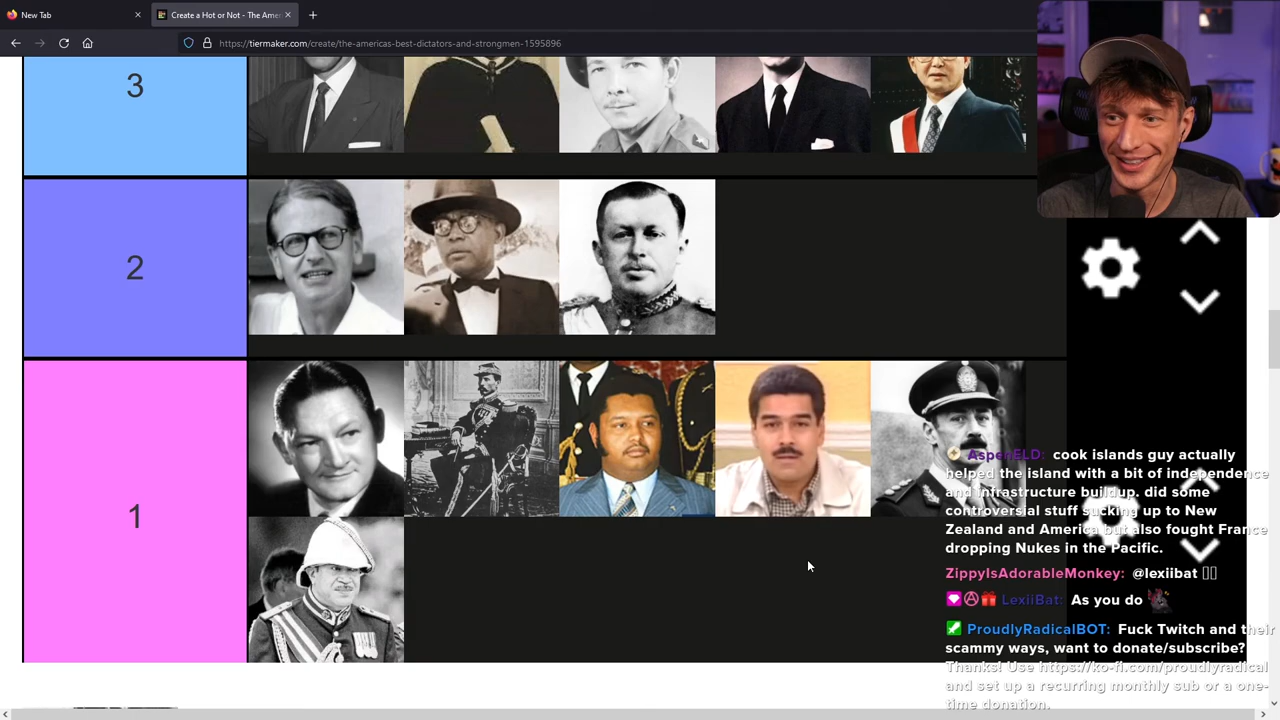 New Tab
Create a Hot or Not - The Ame
https://tiermaker.com/create/the-americas-best-dictators-and-strongmen-1595896
3
2
1
AspenELD: cook islands guy actually
helped the island with a bit of independence
and infrastructure buildup. did some
controversial stuff sucking up to New
Zealand and America but also fought France
dropping Nukes in the Pacific.
ZippyIsAdorableMonkey: @lexiibat
LexiiBat: As you do
ProudlyRadicalBOT: Fuck Twitch and their
scammy ways, want to donate/subscribe?
Thanks! Use https://ko-fi.com/proudlyradical
and set up a recurring monthly sub or a one-
time donation.